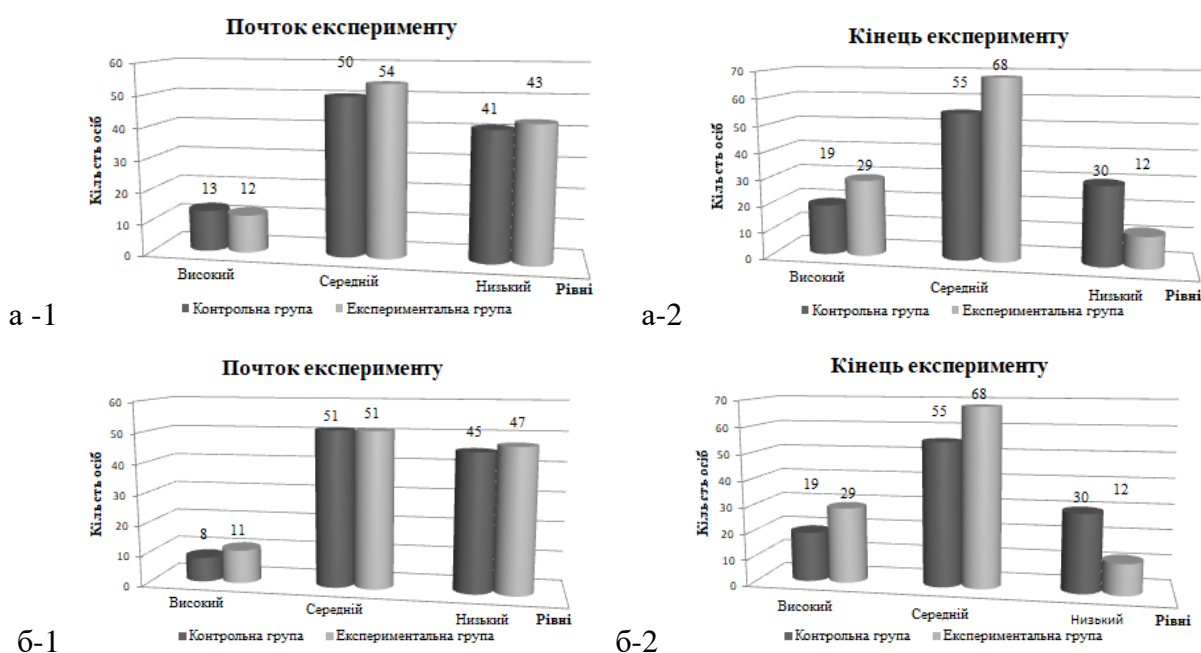 Почток експерименту
60
50
40
30
20
10
0
Кількість осіб
50
54
41
43
13
12
Високий
Середній
Низький
Рівні
Контрольна група
Експериментальна група
а -1
Кінець експерименту
70
60
50
40
30
20
10
0
Кількість осіб
68
55
19
29
30
12
Високий
Середній
Низький
Рівні
Контрольна група
Експериментальна група
а-2
Почток експерименту
60
50
40
30
20
10
0
Кількість осіб
51
51
45
47
8
11
Високий
Середній
Низький
Рівні
Контрольна група
Експериментальна група
б-1
Кінець експерименту
70
60
50
40
30
20
10
0
Кількість осіб
68
55
19
29
30
12
Високий
Середній
Низький
Рівні
Контрольна група
Експериментальна група
б-2